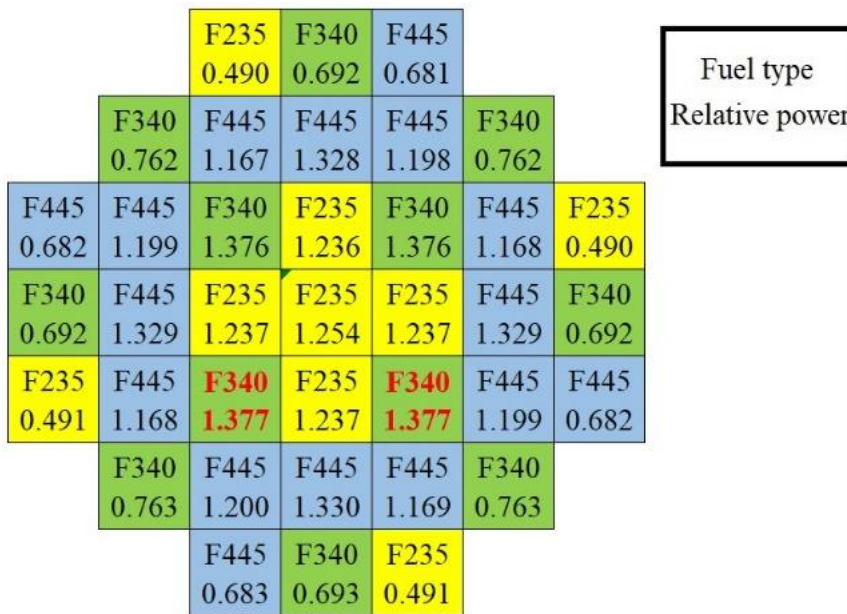 F235 F340 F445
0.490 0.692 0.681
Fuel type
Relative power
F340 F445 F445 F445 F340
0.762 1.167 1.328 1.198 0.762
F445 F445 F340 F235 F340 F445 F235
0.682 1.199 1.376 1.236 1.376 1.168 0.490
F340 F445 F235 F235 F235 F445 F340
0.692 1.329 1.237 1.254 1.237 1.329 0.692
F235 F445 F340 F235 F340 F445 F445
0.491 1.168 1.377 1.237 1.377 1.199 0.682
F340 F445 F445 F445 F340
0.763 1.200 1.330 1.169 0.763
F445 F340 F235
0.683 0.693 0.491